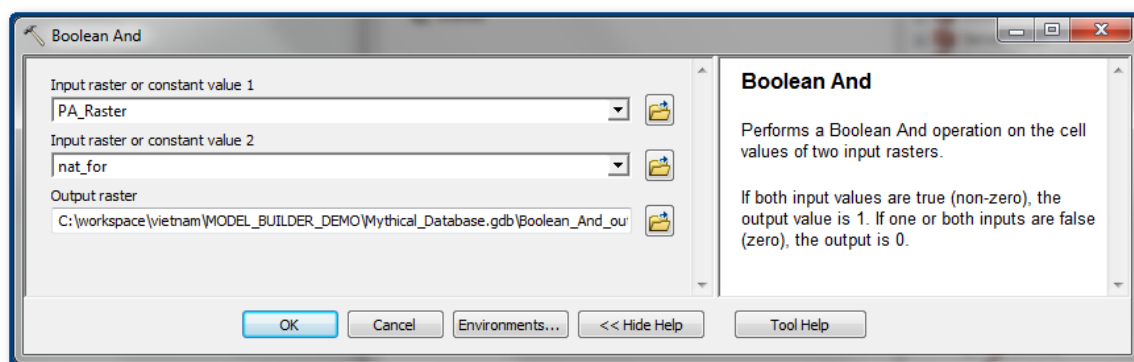 Boolean And
Input raster or constant value 1
PA_Raster
Input raster or constant value 2
nat_for
Output raster
C:\workspace\vietnam\MODEL_BUILDER_DEMO\Mythical_Database.gdb\Boolean_And_ou
OK
Cancel
Environments...
<< Hide Help
Boolean And
Performs a Boolean And operation on the cell
values of two input rasters.
If both input values are true (non-zero), the
output value is 1. If one or both inputs are false
(zero), the output is 0.
Tool Help